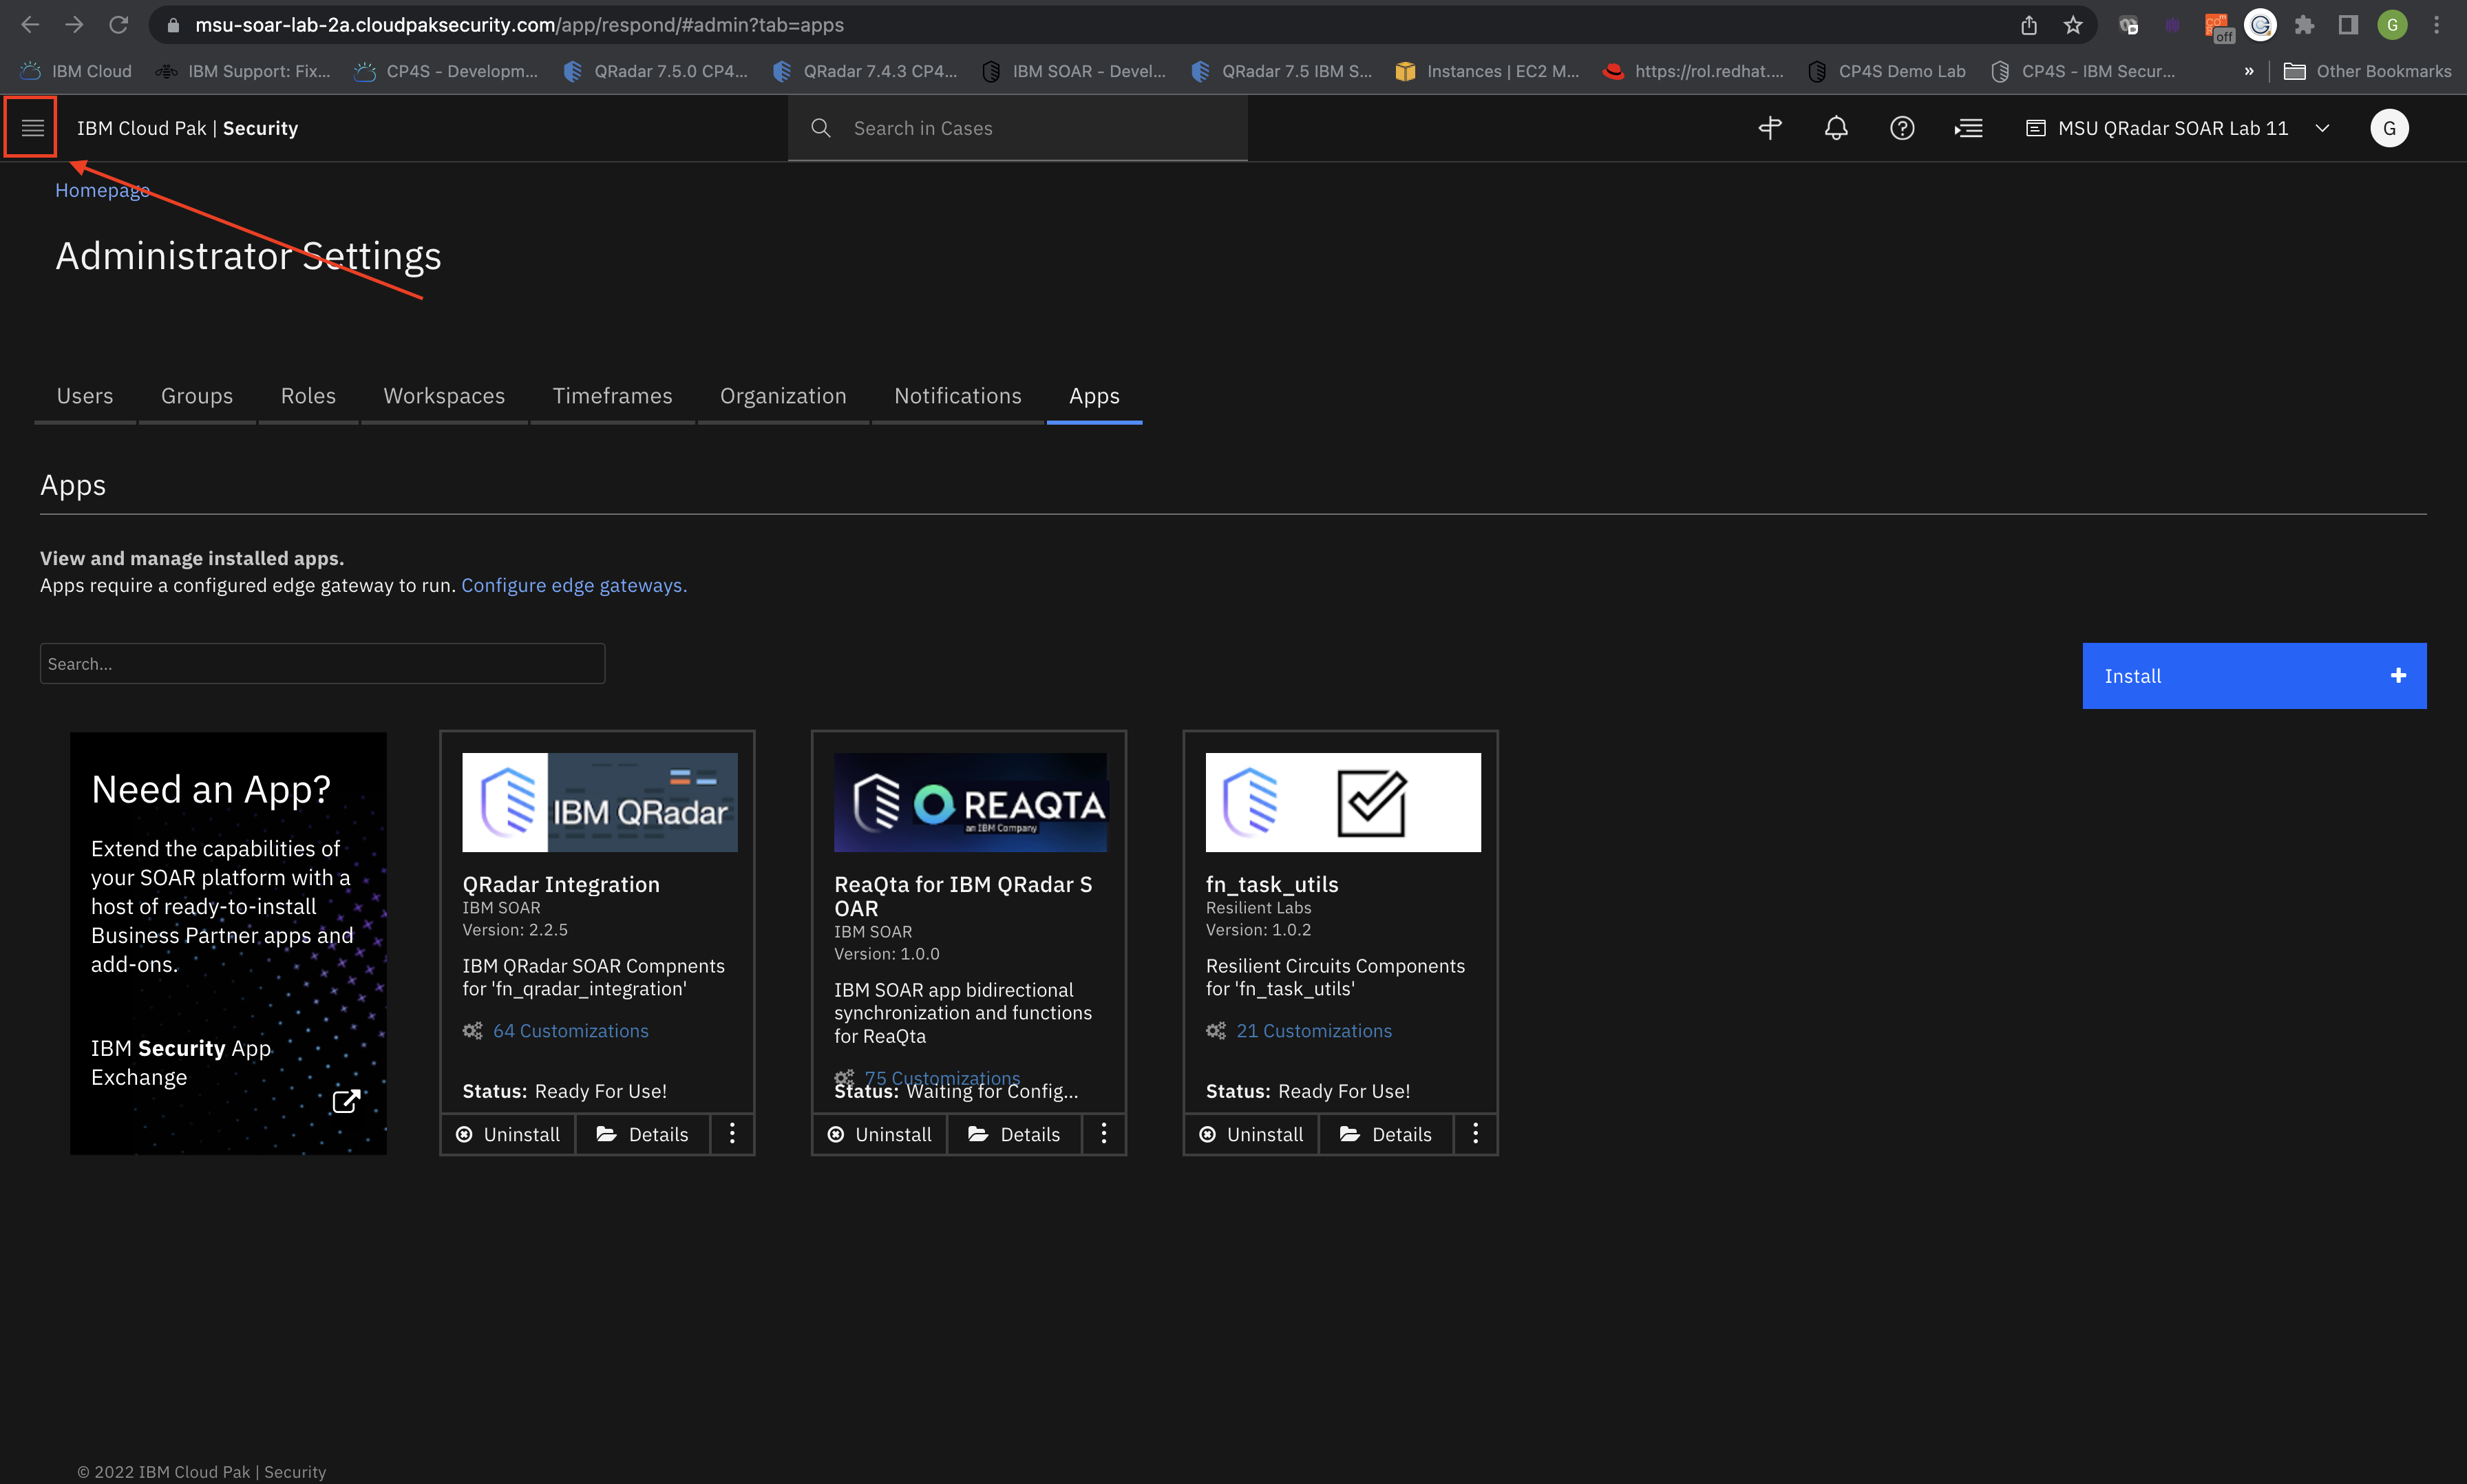 msu-soar-lab-2a.cloudpaksecurity.com/app/respond/#admin?tab=apps
off
G
IBM Cloud
IBM Support: Fix...
CP4S - Developm...
QRadar 7.5.0 CP4...
QRadar 7.4.3 CP4...
IBM SOAR - Devel...
QRadar 7.5 IBM S...
Instances | EC2 M...
https://rol.redhat....
CP4S Demo Lab
CP4S - IBM Secur...
»
Other Bookmarks
IBM Cloud Pak | Security
Search in Cases
MSU QRadar SOAR Lab 11
G
Homepage
Administrator Settings
Users
Groups
Roles
Workspaces
Timeframes
Organization
Notifications
Apps
Apps
View and manage installed apps.
Apps require a configured edge gateway to run. Configure edge gateways.
Search...
Install
Need an App?
Extend the capabilities of
your SOAR platform with a
host of ready-to-install
Business Partner apps and
add-ons.
IBM Security App
Exchange
IBM QRadar
QRadar Integration
IBM SOAR
Version: 2.2.5
IBM QRadar SOAR Compnents
for 'fn_qradar_integration'
64 Customizations
Status: Ready For Use!
Uninstall
Details
REAQTA
an IBM Company
ReaQta for IBM QRadar S
OAR
IBM SOAR
Version: 1.0.0
IBM SOAR app bidirectional
synchronization and functions
for ReaQta
75 Customizations
Status: Waiting for Config...
Uninstall
Details
fn_task_utils
Resilient Labs
Version: 1.0.2
Resilient Circuits Components
for 'fn_task_utils'
21 Customizations
Status: Ready For Use!
Uninstall
Details
© 2022 IBM Cloud Pak | Security